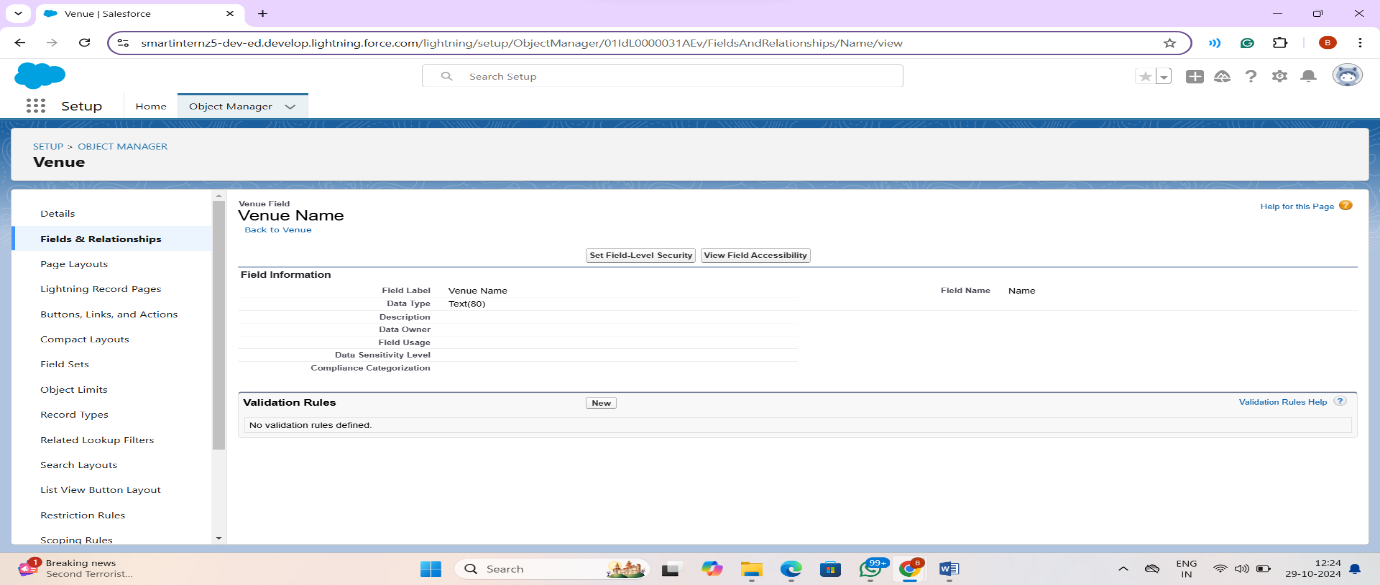 Venue | Salesforce
smartinternz5-dev-ed.develop.lightning.force.com/lightning/setup/ObjectManager/01IdL0000031AEv/FieldsAndRelationships/Name/view
B
Search Setup
Setup
Home
Object Manager
SETUP > OBJECT MANAGER
Venue
Details
Fields & Relationships
Page Layouts
Lightning Record Pages
Buttons, Links, and Actions
Compact Layouts
Field Sets
Object Limits
Record Types
Related Lookup Filters
Search Layouts
List View Button Layout
Restriction Rules
Scoping Rules
Venue Field
Venue Name
Back to Venue
Help for this Page ?
Set Field-Level Security View Field Accessibility
Field Information
Field Label Venue Name Field Name Name
Data Type Text(80)
Description
Data Owner
Field Usage
Data Sensitivity Level
Compliance Categorization
Validation Rules New Validation Rules Help ?
No validation rules defined.
1
Breaking news
Second Terrorist...
Search
99+
B
W
ENG
IN
12:24
29-10-2024